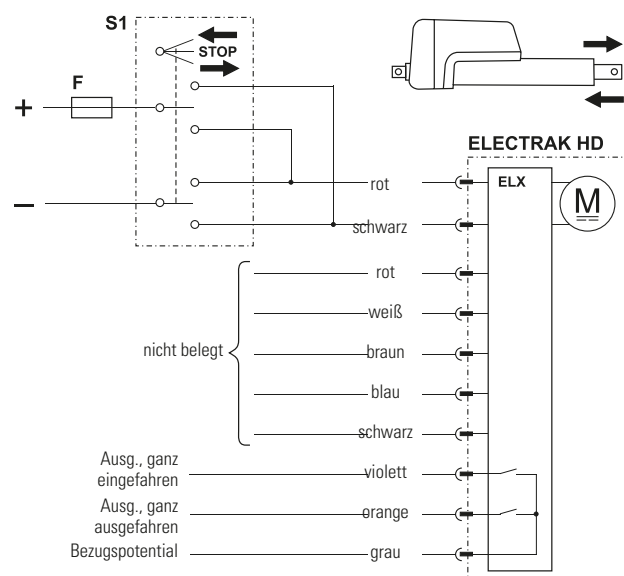 S1
STOP
F
+
−
ELECTRAK HD
ELX
M
rot
schwarz
rot
weiß
nicht belegt
braun
blau
schwarz
Ausg., ganz
eingefahren
violett
Ausg., ganz
ausgefahren
orange
Bezugspotential
grau